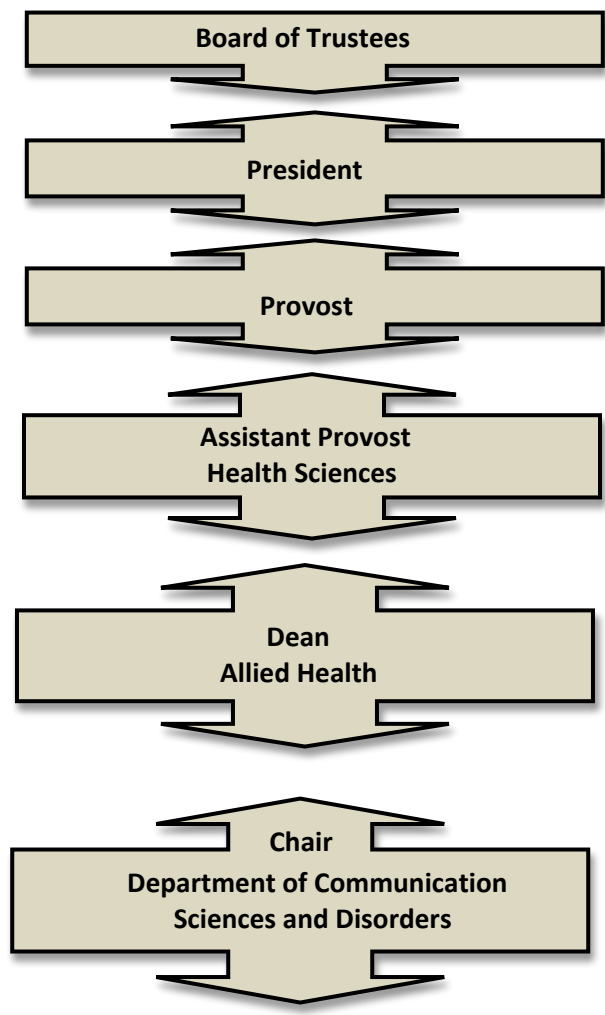 Board of Trustees
President
Provost
Assistant Provost
Health Sciences
Dean
Allied Health
Chair
Department of Communication
Sciences and Disorders